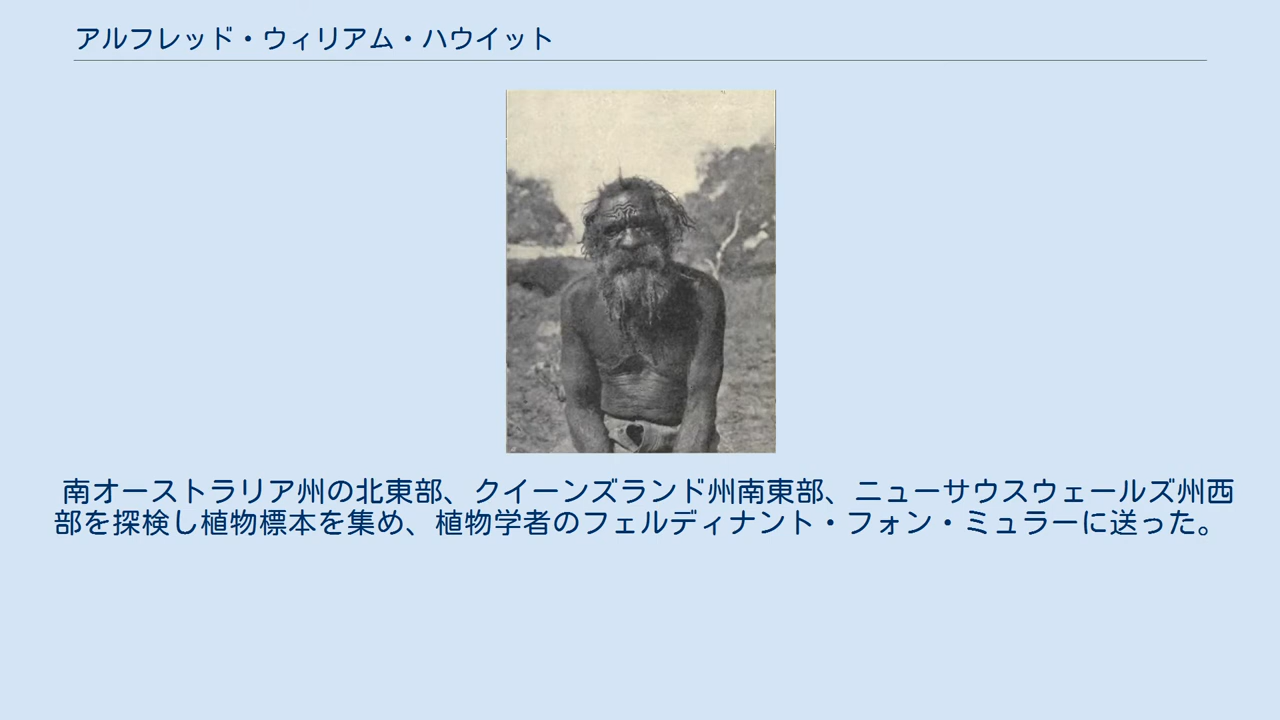 アルフレッド・ウィリアム・ハウイット
南オーストラリア州の北東部、クイーンズランド州南東部、ニューサウスウェールズ州西
部を探検し植物標本を集め、植物学者のフェルディナント・フォン・ミュラーに送った。